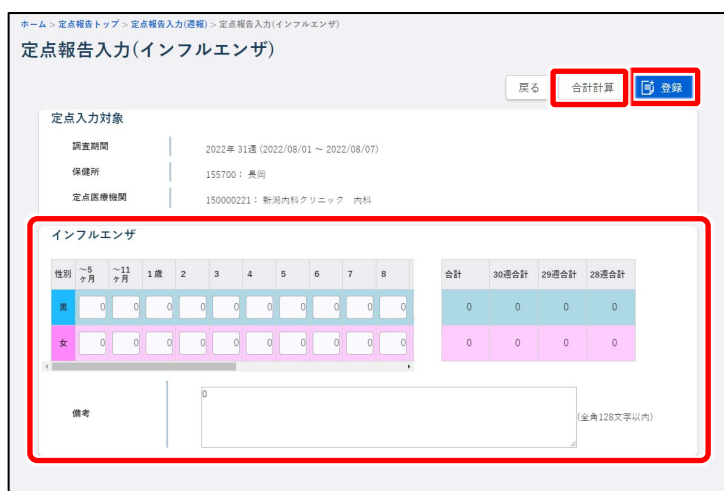 ホーム > 定点報告トップ > 定点報告入力(週報) > 定点報告入力(インフルエンザ)
定点報告入力(インフルエンザ)
戻る 合計計算 登録
定点入力対象
調査期間 2022年 31週 (2022/08/01 ～ 2022/08/07)
保健所 155700： 長岡
定点医療機関 150000221： 新潟内科クリニック 内科
インフルエンザ
性別 ～5ヶ月 ～11ヶ月 1歳 2 3 4 5 6 7 8 合計 30週合計 29週合計 28週合計
男 0 0 0 0 0 0 0 0 0 0 0 0 0 0
女 0 0 0 0 0 0 0 0 0 0 0 0 0 0
備考 0 (全角128文字以内)